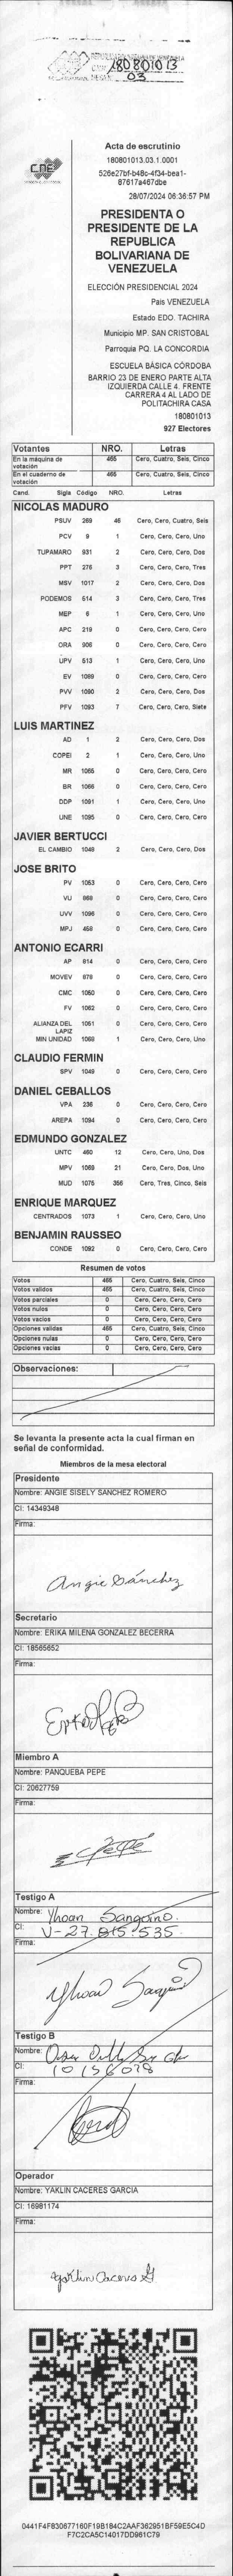 180801013
03
CNE
Acta de escrutinio
180801013.03.1.0001
526e27bf-b48c-4f34-bea1-
87617a467dbe
28/07/2024 06:36:57 PM
PRESIDENTA O
PRESIDENTE DE LA
REPUBLICA
BOLIVARIANA DE
VENEZUELA
ELECCIÓN PRESIDENCIAL 2024
Pais VENEZUELA
Estado EDO. TACHIRA
Municipio MP. SAN CRISTOBAL
Parroquia PQ. LA CONCORDIA
ESCUELA BÁSICA CÓRDOBA
BARRIO 23 DE ENERO PARTE ALTA
IZQUIERDA CALLE 4. FRENTE
CARRERA 4 AL LADO DE
POLITACHIRA CASA
180801013
927 Electores
Votantes NRO. Letras
En la máquina de votación 465 Cero, Cuatro, Seis, Cinco
En el cuaderno de votación 465 Cero, Cuatro, Seis, Cinco
Cand. Sigla Código NRO. Letras
NICOLAS MADURO
PSUV 269 46 Cero, Cero, Cuatro, Seis
PCV 9 1 Cero, Cero, Cero, Uno
TUPAMARO 931 2 Cero, Cero, Cero, Dos
PPT 276 3 Cero, Cero, Cero, Tres
MSV 1017 2 Cero, Cero, Cero, Dos
PODEMOS 514 3 Cero, Cero, Cero, Tres
MEP 6 1 Cero, Cero, Cero, Uno
APC 219 0 Cero, Cero, Cero, Cero
ORA 906 0 Cero, Cero, Cero, Cero
UPV 513 1 Cero, Cero, Cero, Uno
EV 1089 0 Cero, Cero, Cero, Cero
PVV 1090 2 Cero, Cero, Cero, Dos
PFV 1093 7 Cero, Cero, Cero, Siete
LUIS MARTINEZ
AD 1 2 Cero, Cero, Cero, Dos
COPEI 2 1 Cero, Cero, Cero, Uno
MR 1065 0 Cero, Cero, Cero, Cero
BR 1066 0 Cero, Cero, Cero, Cero
DDP 1091 1 Cero, Cero, Cero, Uno
UNE 1095 0 Cero, Cero, Cero, Cero
JAVIER BERTUCCI
EL CAMBIO 1049 2 Cero, Cero, Cero, Dos
JOSE BRITO
PV 1053 0 Cero, Cero, Cero, Cero
VU 868 0 Cero, Cero, Cero, Cero
UVV 1096 0 Cero, Cero, Cero, Cero
MPJ 458 0 Cero, Cero, Cero, Cero
ANTONIO ECARRI
AP 814 0 Cero, Cero, Cero, Cero
MOVEV 878 0 Cero, Cero, Cero, Cero
CMC 1050 0 Cero, Cero, Cero, Cero
FV 1062 0 Cero, Cero, Cero, Cero
ALIANZA DEL LAPIZ 1051 0 Cero, Cero, Cero, Cero
MIN UNIDAD 1068 1 Cero, Cero, Cero, Uno
CLAUDIO FERMIN
SPV 1049 0 Cero, Cero, Cero, Cero
DANIEL CEBALLOS
VPA 236 0 Cero, Cero, Cero, Cero
AREPA 1094 0 Cero, Cero, Cero, Cero
EDMUNDO GONZALEZ
UNTC 460 12 Cero, Cero, Uno, Dos
MPV 1069 21 Cero, Cero, Dos, Uno
MUD 1075 356 Cero, Tres, Cinco, Seis
ENRIQUE MARQUEZ
CENTRADOS 1073 1 Cero, Cero, Cero, Uno
BENJAMIN RAUSSEO
CONDE 1092 0 Cero, Cero, Cero, Cero
Resumen de votos
Votos 465 Cero, Cuatro, Seis, Cinco
Votos validos 465 Cero, Cuatro, Seis, Cinco
Votos parciales 0 Cero, Cero, Cero, Cero
Votos nulos 0 Cero, Cero, Cero, Cero
Votos vacios 0 Cero, Cero, Cero, Cero
Opciones validas 465 Cero, Cuatro, Seis, Cinco
Opciones nulas 0 Cero, Cero, Cero, Cero
Opciones vacias 0 Cero, Cero, Cero, Cero
Observaciones:
Se levanta la presente acta la cual firman en
señal de conformidad.
Miembros de la mesa electoral
Presidente
Nombre: ANGIE SISELY SANCHEZ ROMERO
CI: 14349348
Firma:
Angie Sánchez
Secretario
Nombre: ERIKA MILENA GONZALEZ BECERRA
CI: 18565652
Firma:
Miembro A
Nombre: PANQUEBA PEPE
CI: 20627759
Firma:
Testigo A
Nombre: Yhoan Sanguino.
CI: V-27.815.535
Firma:
Testigo B
Nombre:
CI: 10156078
Firma:
Operador
Nombre: YAKLIN CACERES GARCIA
CI: 16981174
Firma:
Yaklin Caceres G
0441F4FB30677160F19B184C2AAF362951BF59E5C4D
F7C2CA5C14017DD961C79